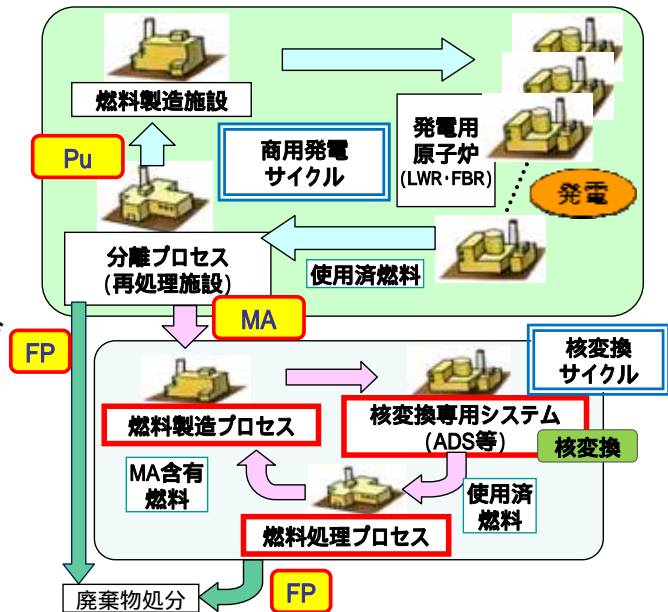 燃料製造施設
発電用
原子炉
(LWR・FBR)
Pu
商用発電
サイクル
発電
分離プロセス
(再処理施設)
使用済燃料
MA
FP
核変換
サイクル
燃料製造プロセス
核変換専用システム
(ADS等)
核変換
MA含有
燃料
使用済
燃料
燃料処理プロセス
FP
廃棄物処分